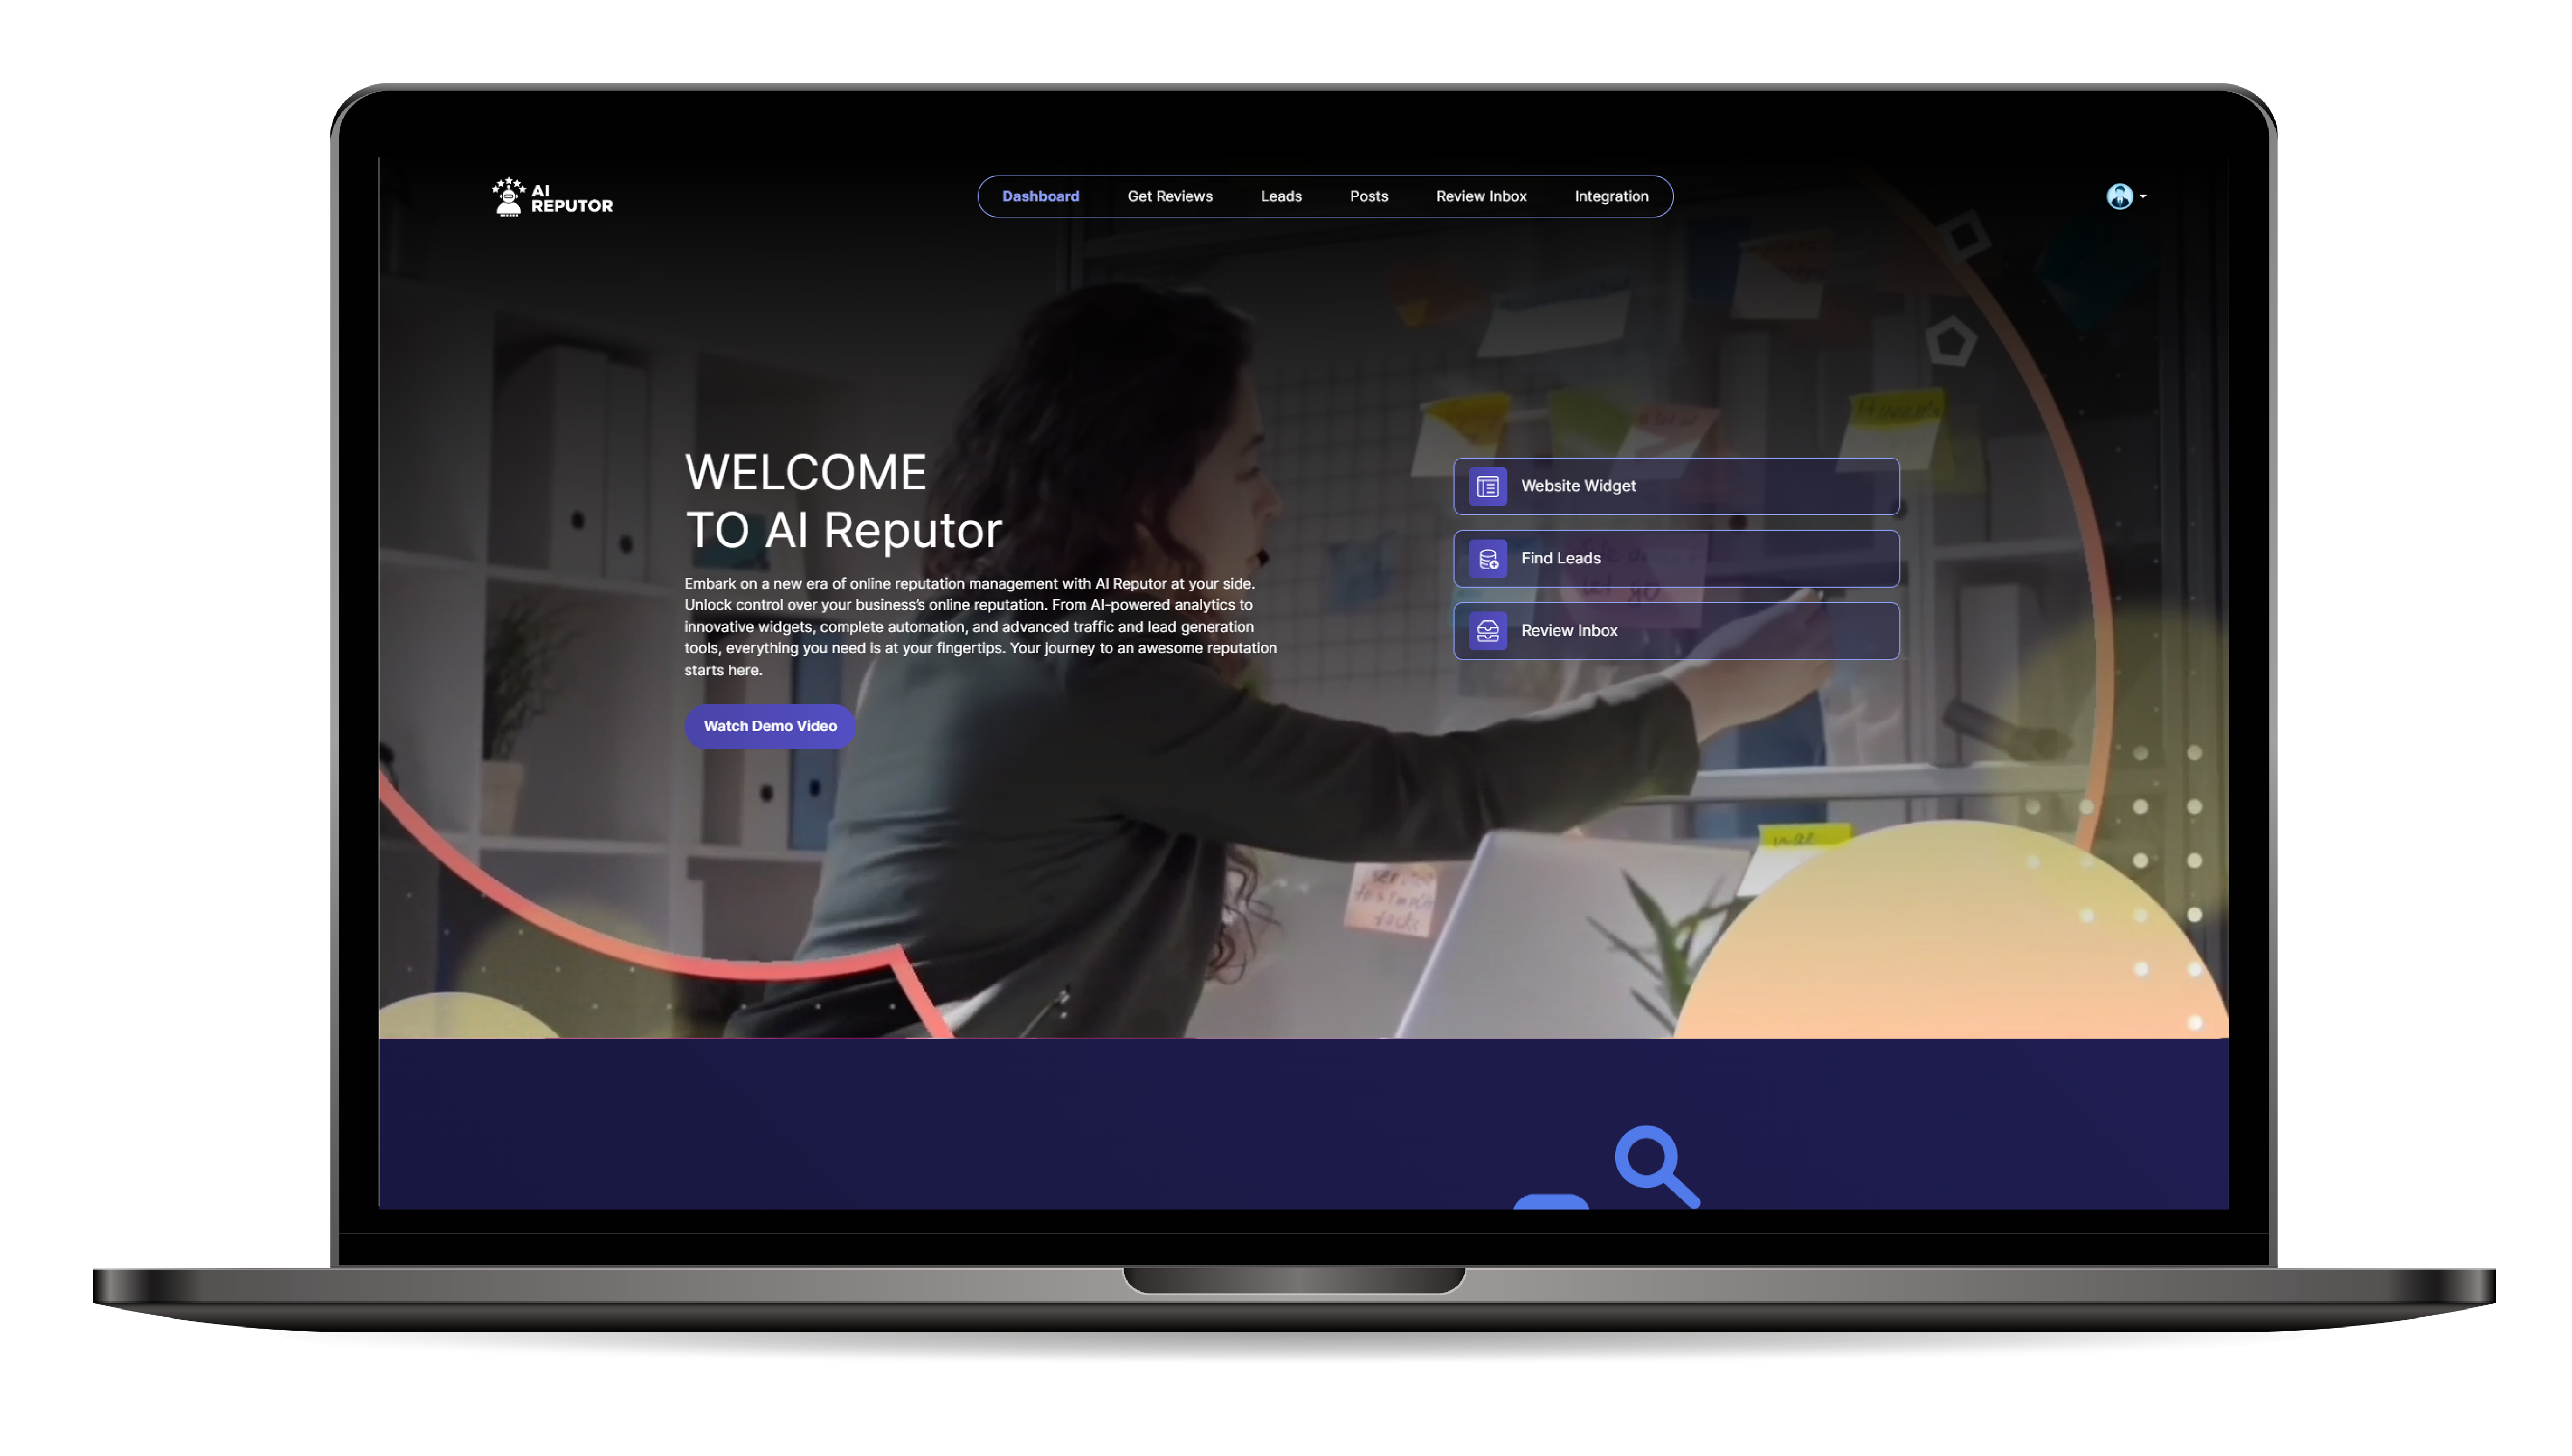 AI
REPUTOR
Dashboard Get Reviews Leads Posts Review Inbox Integration
WELCOME
TO AI Reputor
Embark on a new era of online reputation management with AI Reputor at your side.
Unlock control over your business's online reputation. From AI-powered analytics to
innovative widgets, complete automation, and advanced traffic and lead generation
tools, everything you need is at your fingertips. Your journey to an awesome reputation
starts here.
Watch Demo Video
Website Widget
Find Leads
Review Inbox